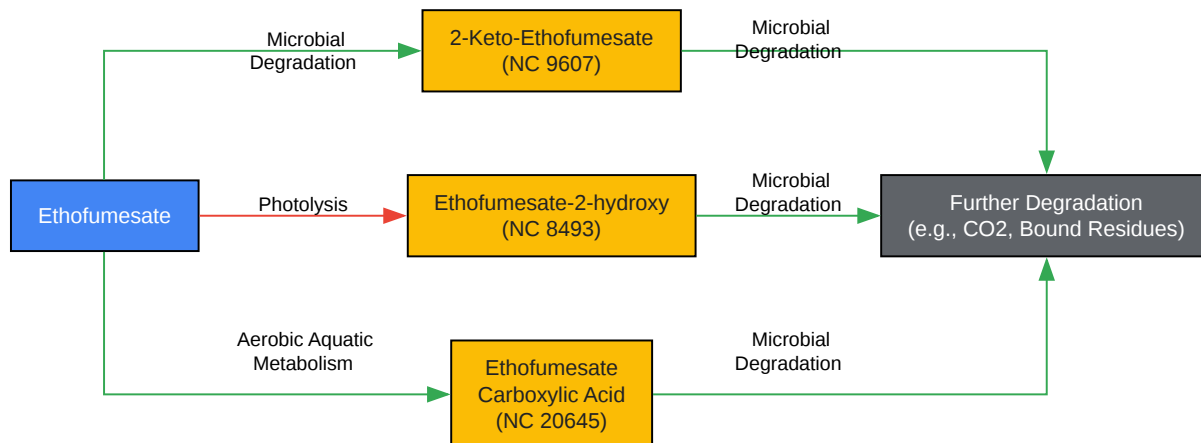 Microbial
Degradation
2-Keto-Ethofumesate
(NC 9607)
Microbial
Degradation
Ethofumesate
Photolysis
Ethofumesate-2-hydroxy
(NC 8493)
Microbial
Degradation
Further Degradation
(e.g., CO2, Bound Residues)
Aerobic Aquatic
Metabolism
Ethofumesate
Carboxylic Acid
(NC 20645)
Microbial
Degradation